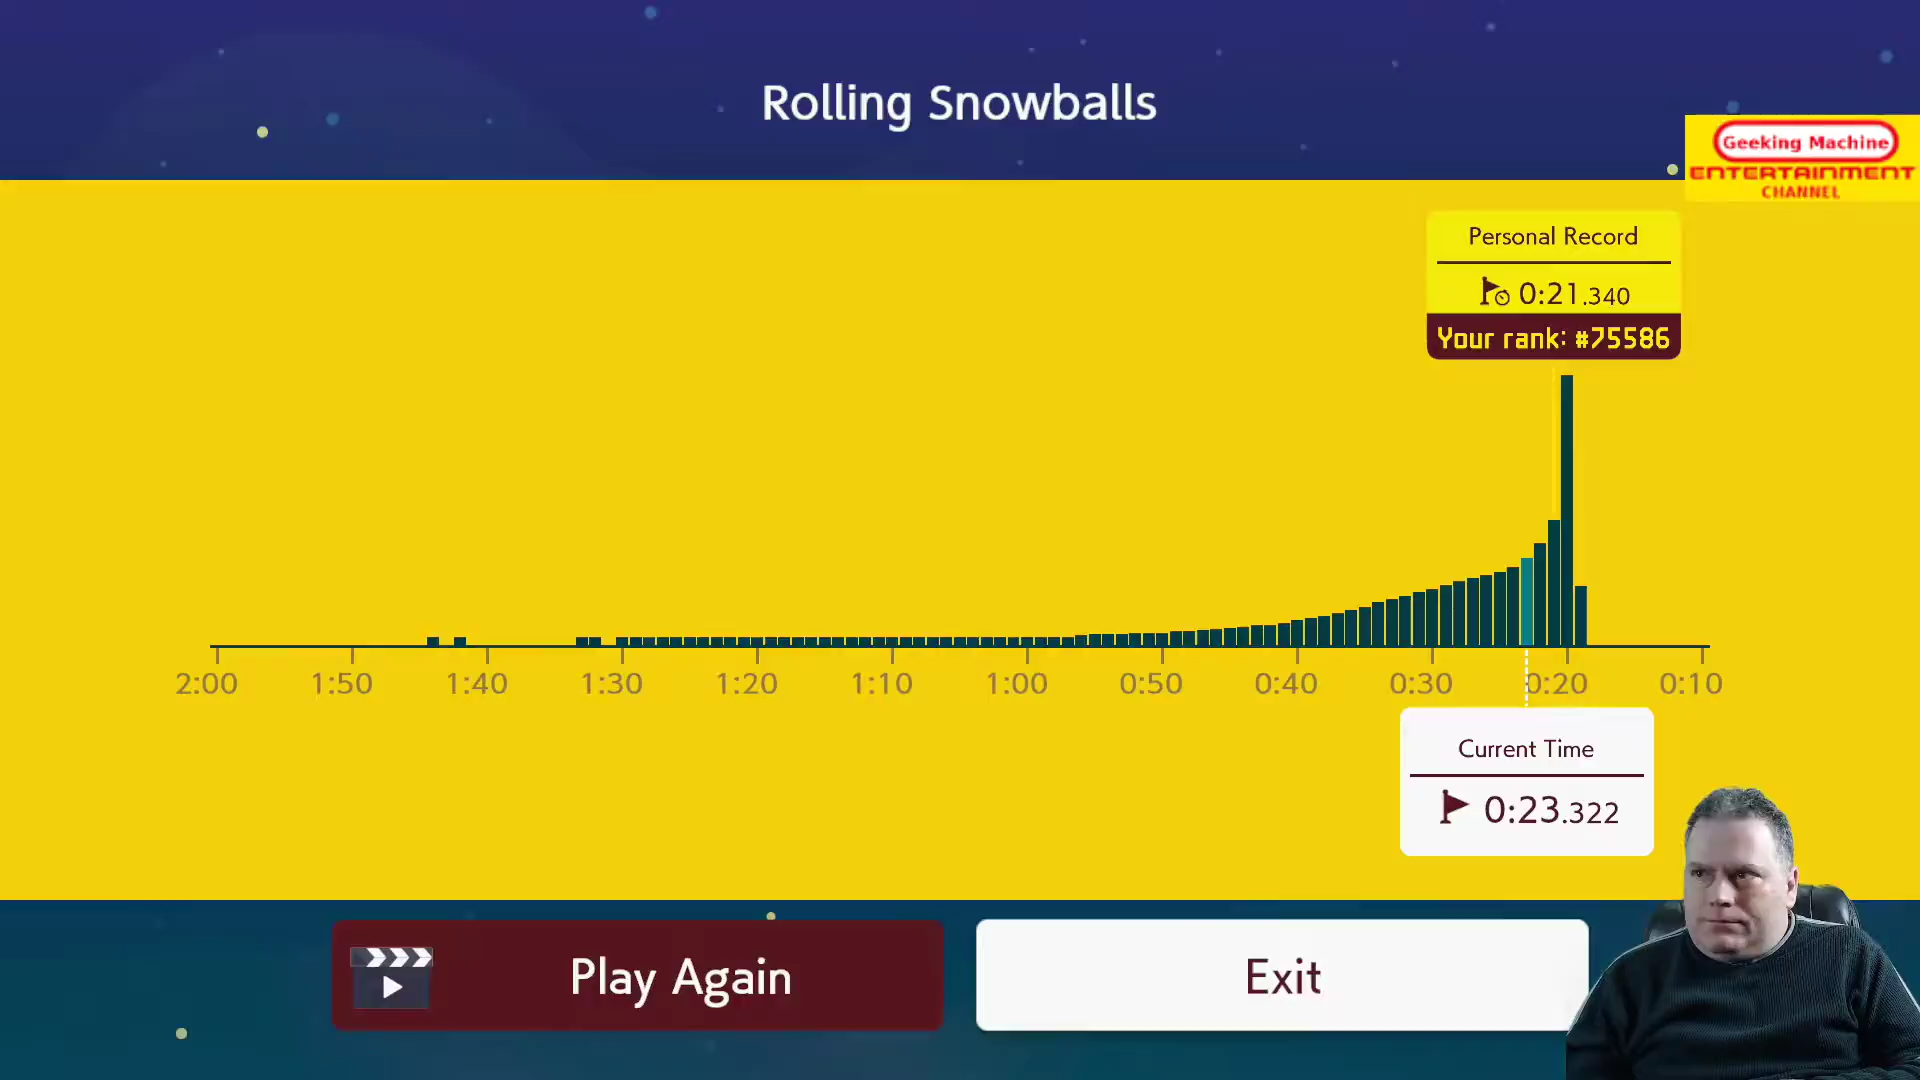 Rolling Snowballs
Geeking Machine
ENTERTAINMENT
CHANNEL
Personal Record
0:21.340
Your rank: #75586
2:00 1:50 1:40 1:30 1:20 1:10 1:00 0:50 0:40 0:30 0:20 0:10
Current Time
0:23.322
Play Again
Exit